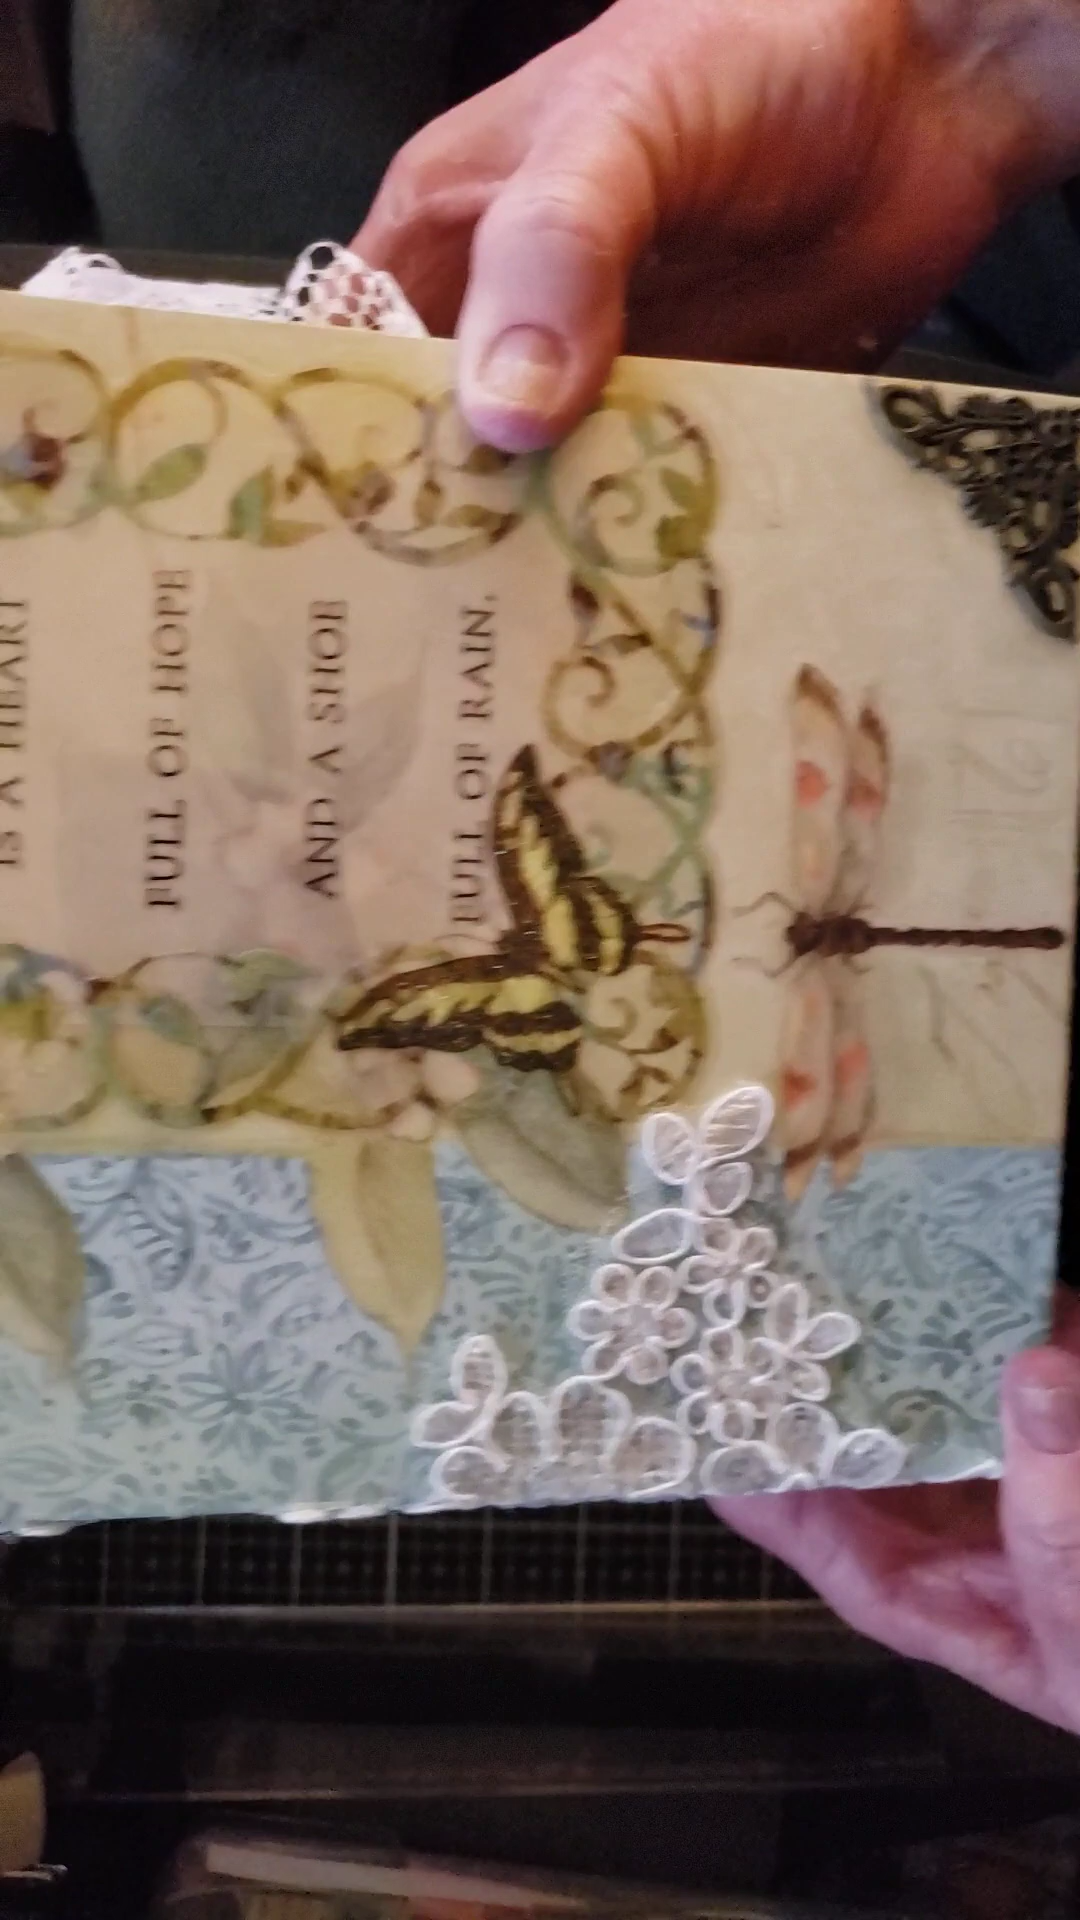 IS A HEART
FULL OF HOPE
AND A SHOE
FULL OF RAIN.